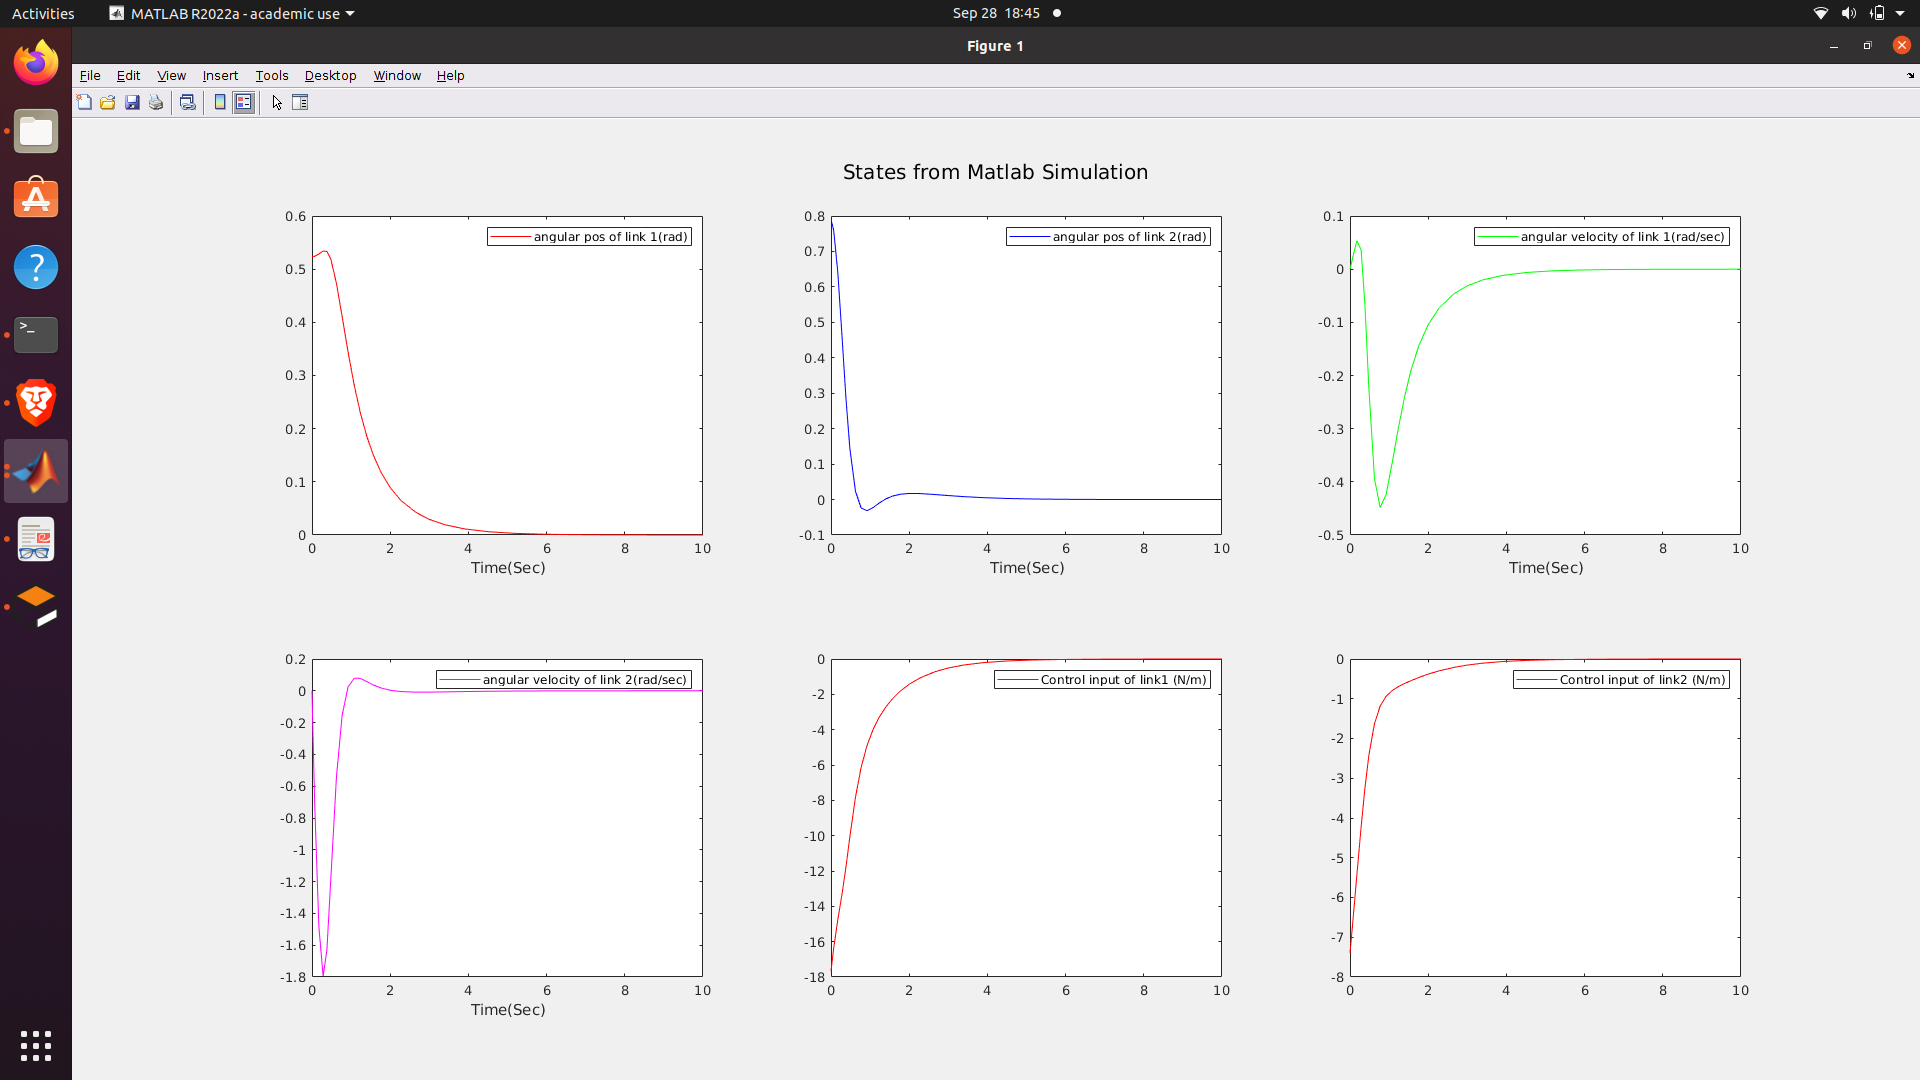 Activities MATLAB R2022a - academic use Sep 28 18:45
Figure 1
File Edit View Insert Tools Desktop Window Help
States from Matlab Simulation
angular pos of link 1(rad)
0.6
0.5
0.4
0.3
0.2
0.1
0
0 2 4 6 8 10
Time(Sec)
angular pos of link 2(rad)
0.8
0.7
0.6
0.5
0.4
0.3
0.2
0.1
0
-0.1
0 2 4 6 8 10
Time(Sec)
angular velocity of link 1(rad/sec)
0.1
0
-0.1
-0.2
-0.3
-0.4
-0.5
0 2 4 6 8 10
Time(Sec)
angular velocity of link 2(rad/sec)
0.2
0
-0.2
-0.4
-0.6
-0.8
-1
-1.2
-1.4
-1.6
-1.8
0 2 4 6 8 10
Time(Sec)
Control input of link1 (N/m)
0
-2
-4
-6
-8
-10
-12
-14
-16
-18
0 2 4 6 8 10
Control input of link2 (N/m)
0
-1
-2
-3
-4
-5
-6
-7
-8
0 2 4 6 8 10